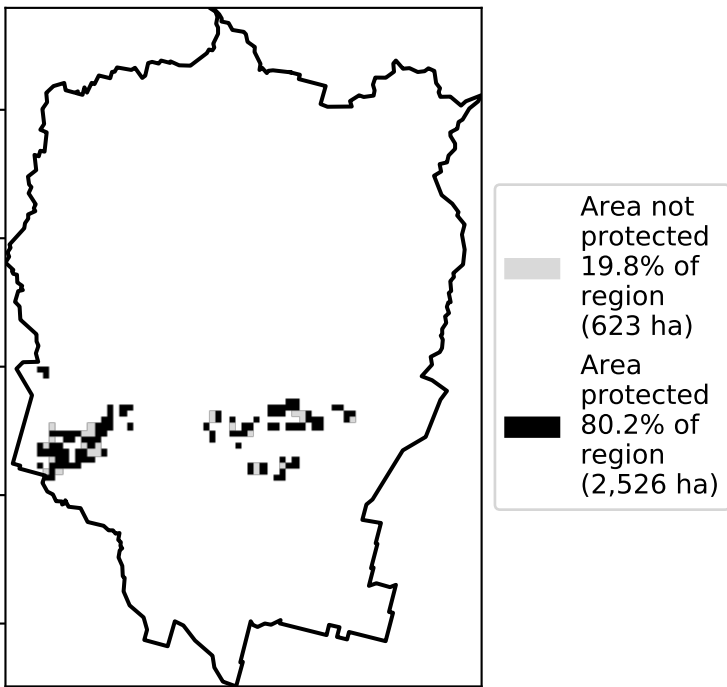 Area not
protected
19.8% of
region
(623 ha)
Area
protected
80.2% of
region
(2,526 ha)